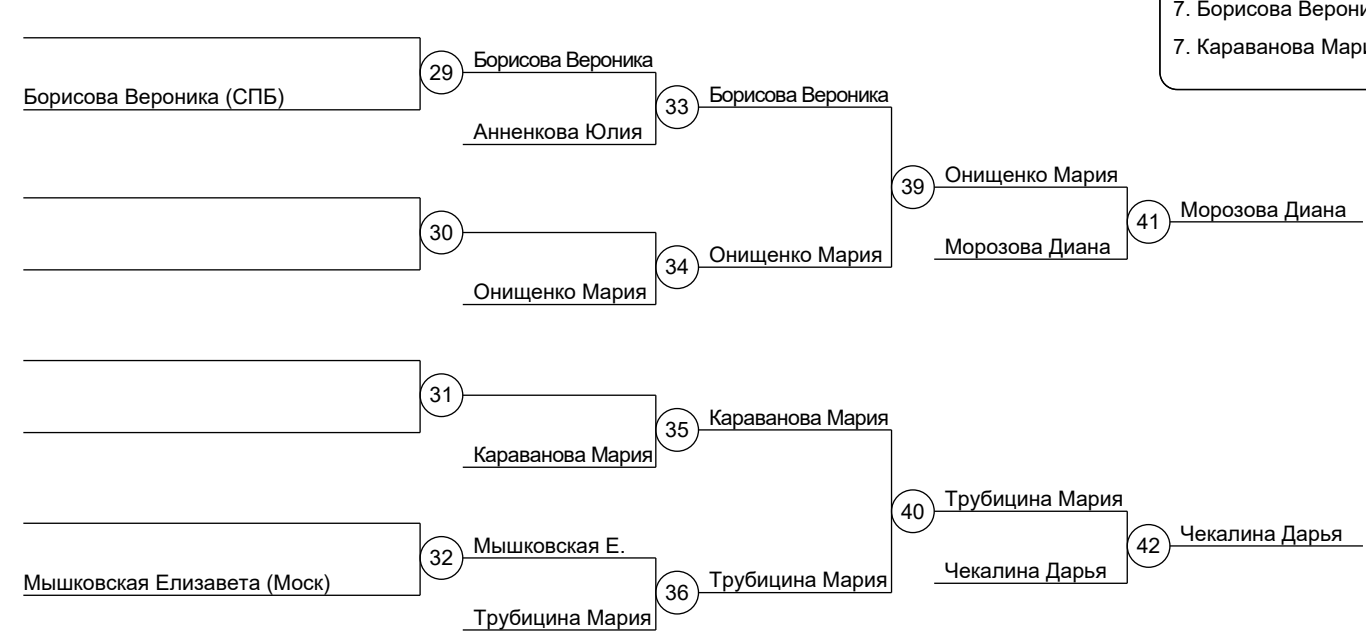 7. Борисова
7. Караванова
29
Борисова Вероника
Борисова Вероника (СПБ)
33
Борисова Вероника
Анненкова Юлия
39
Онищенко Мария
41
Морозова Диана
30
34
Онищенко Мария
Морозова Диана
Онищенко Мария
31
35
Караванова Мария
Караванова Мария
40
Трубицина Мария
42
Чекалина Дарья
32
Мышковская Е.
Мышковская Елизавета (Моск)
36
Трубицина Мария
Чекалина Дарья
Трубицина Мария